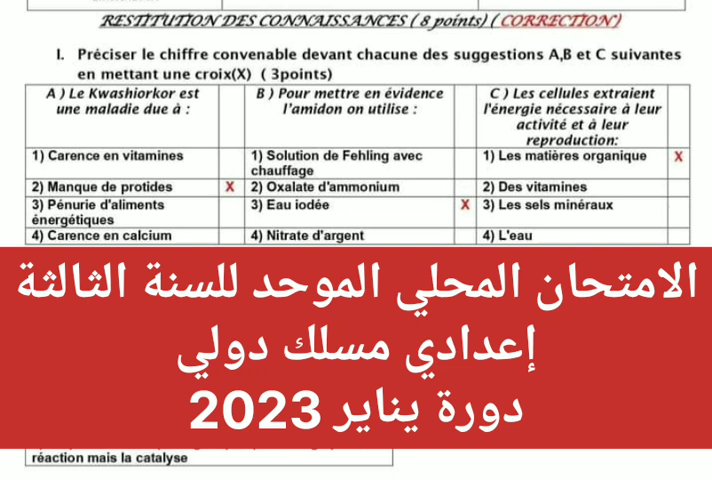 RESTITUTION DES CONNAISSANCES ( 8 points) ( CORRECTION)
I. Préciser le chiffre convenable devant chacune des suggestions A,B et C suivantes
en mettant une croix(X) ( 3points)
A ) Le Kwashiorkor est
une maladie due à :
B ) Pour mettre en évidence
l'amidon on utilise :
C ) Les cellules extraient
l'énergie nécessaire à leur
activité et à leur
reproduction:
1) Carence en vitamines
1) Solution de Fehling avec
chauffage
1) Les matières organique X
2) Manque de protides X
2) Oxalate d'ammonium
2) Des vitamines
3) Pénurie d'aliments
énergétiques
3) Eau iodée X
3) Les sels minéraux
4) Carence en calcium
4) Nitrate d'argent
4) L'eau
الامتحان المحلي الموحد للسنة الثالثة
إعدادي مسلك دولي
دورة يناير 2023
réaction mais la catalyse